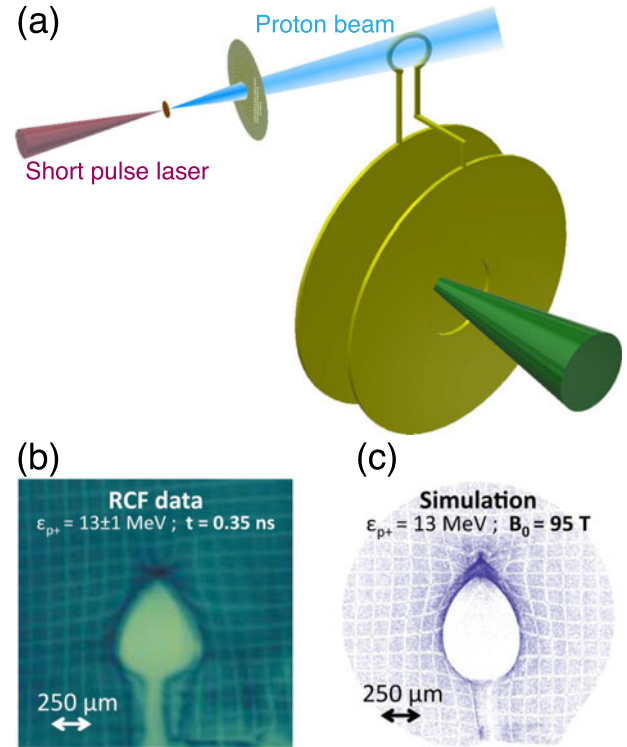 (a)
Proton beam
Short pulse laser
(b)
RCF data
εp+ = 13±1 MeV ; t = 0.35 ns
250 µm
(c)
Simulation
εp+ = 13 MeV ; B0 = 95 T
250 µm